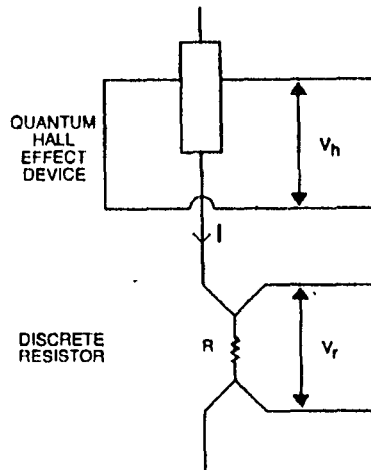 QUANTUM
HALL
EFFECT
DEVICE
Vh
I
DISCRETE
RESISTOR
R
Vr